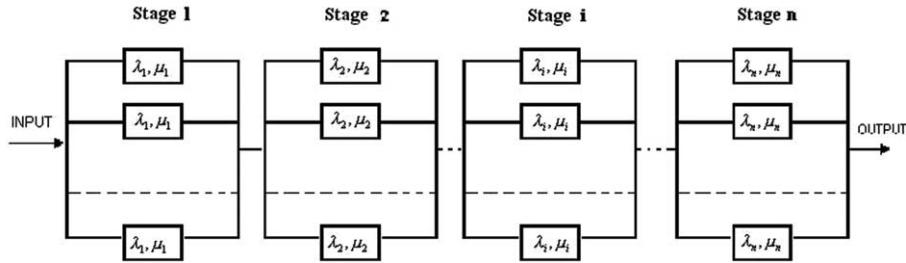 Stage 1 Stage 2 Stage i Stage n
λ₁, μ₁ λ₂, μ₂ λᵢ, μᵢ λₙ, μₙ
INPUT λ₁, μ₁ λ₂, μ₂ λᵢ, μᵢ λₙ, μₙ OUTPUT
λ₁, μ₁ λ₂, μ₂ λᵢ, μᵢ λₙ, μₙ